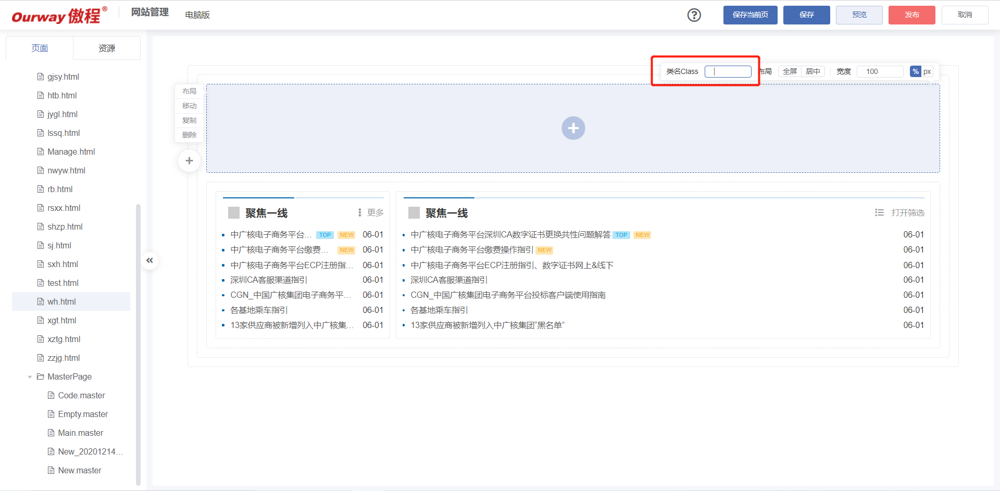 Ourway 傲程®
网站管理
电脑版
保存当前页
保存
预览
发布
取消
页面
资源
gjsy.html
htb.html
jygl.html
lssq.html
Manage.html
nwyw.html
rb.html
rsxx.html
shzp.html
sj.html
sxh.html
test.html
wh.html
xgt.html
xztg.html
zzjg.html
MasterPage
Code.master
Empty.master
Main.master
New_20201214...
New.master
类名Class
布局 全屏 居中 宽度 100 % px
布局
移动
复制
删除
聚焦一线 更多
中广核电子商务平台... TOP NEW 06-01
中广核电子商务平台缴费... NEW 06-01
中广核电子商务平台ECP注册指... 06-01
深圳CA客服渠道指引 06-01
CGN_中国广核集团电子商务平... 06-01
各基地乘车指引 06-01
13家供应商被新增列入中广核集... 06-01
聚焦一线 打开筛选
中广核电子商务平台深圳CA数字证书更换共性问题解答 TOP NEW 06-01
中广核电子商务平台缴费操作指引 NEW 06-01
中广核电子商务平台ECP注册指引、数字证书网上&线下 06-01
深圳CA客服渠道指引 06-01
CGN_中国广核集团电子商务平台投标客户端使用指南 06-01
各基地乘车指引 06-01
13家供应商被新增列入中广核集团“黑名单” 06-01